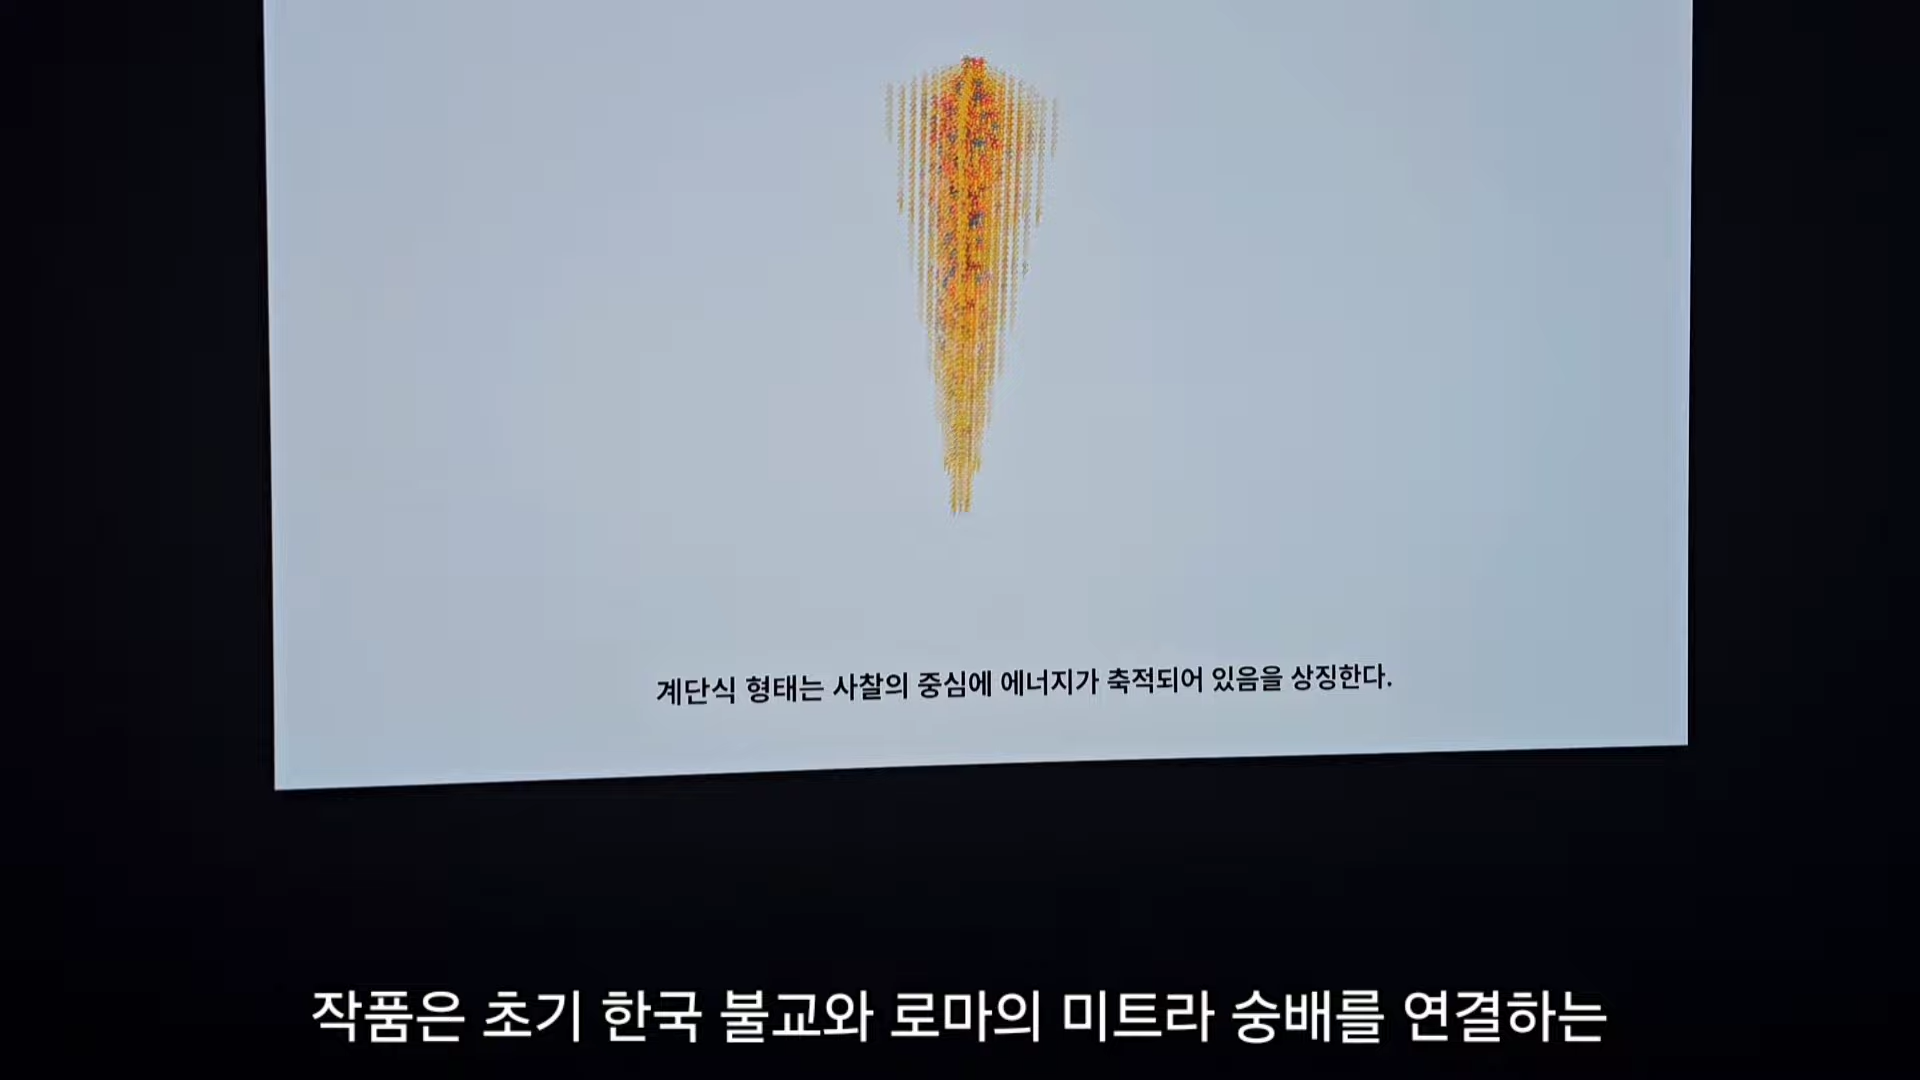 계단식 형태는 사찰의 중심에 에너지가 축적되어 있음을 상징한다.
작품은 초기 한국 불교와 로마의 미트라 숭배를 연결하는